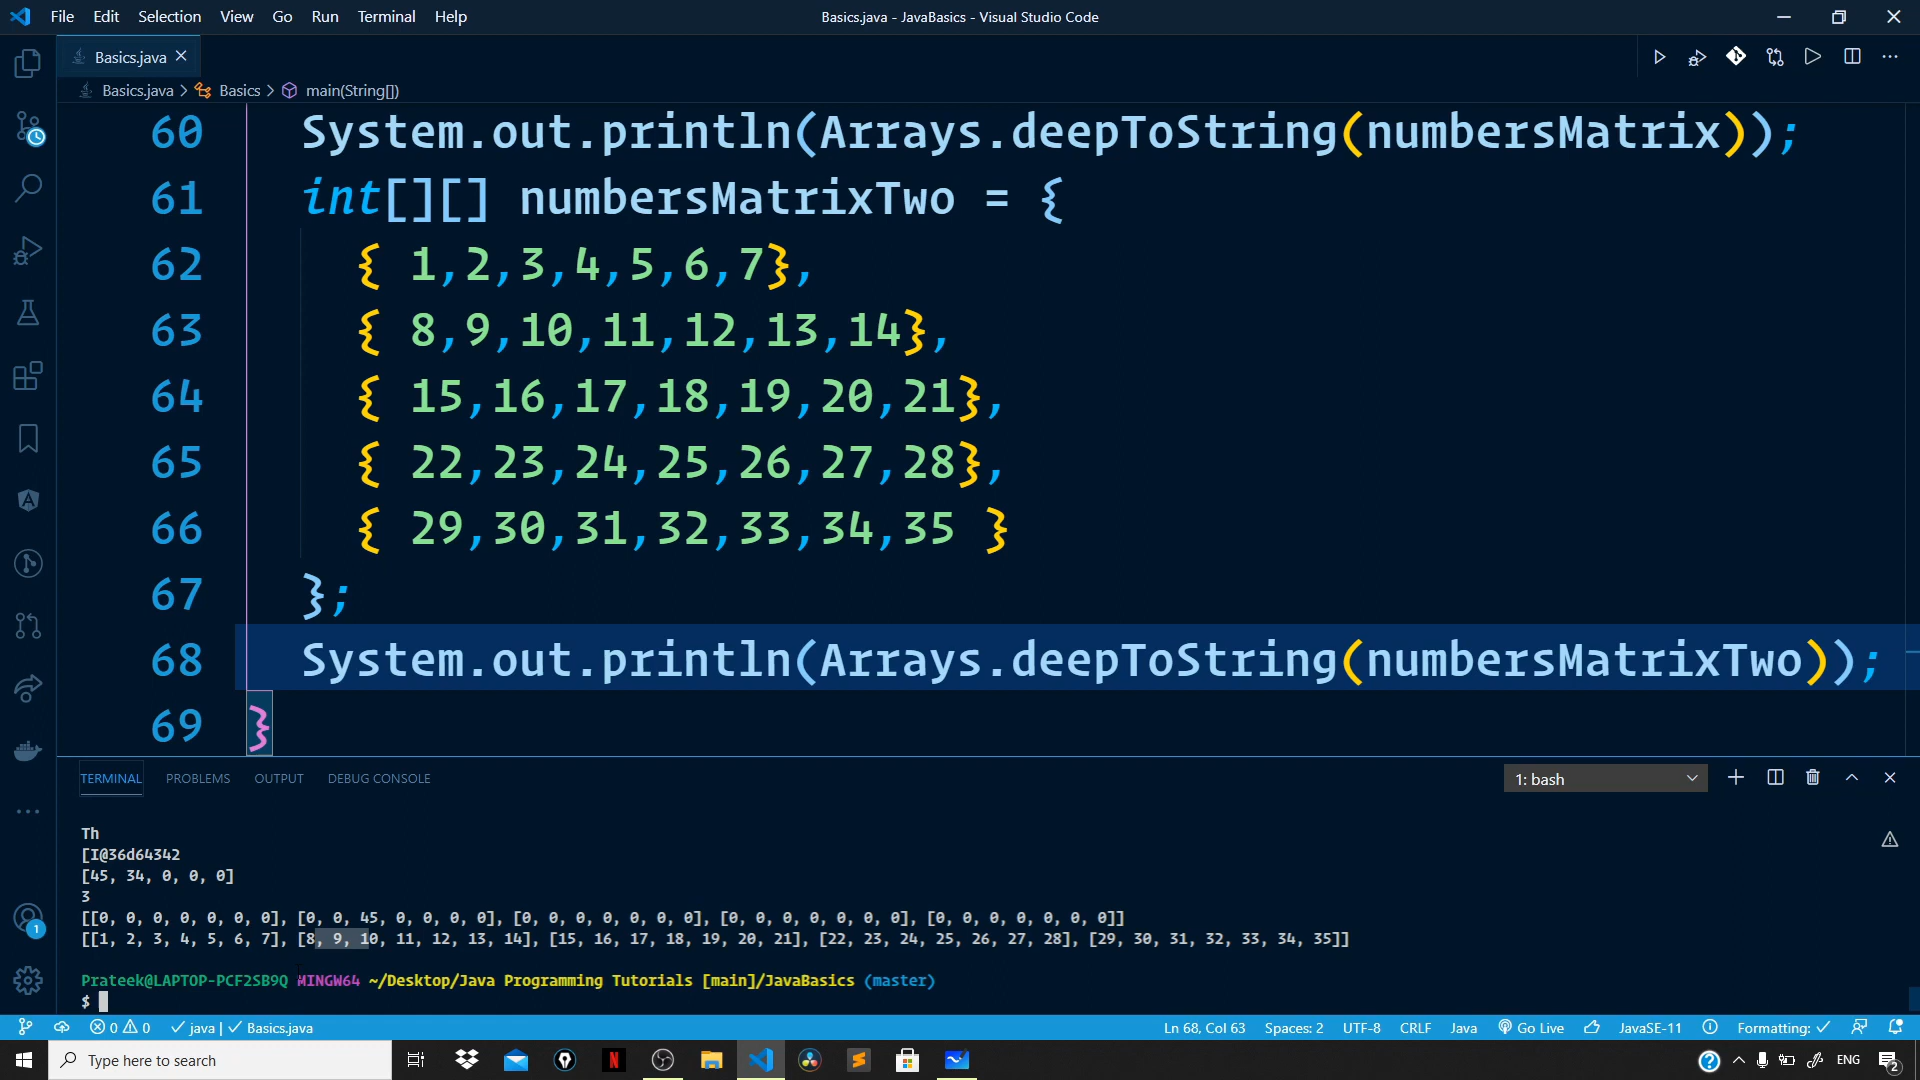 File Edit Selection View Go Run Terminal Help
Basics.java - JavaBasics - Visual Studio Code
Basics.java
Basics.java > Basics > main(String[])
60 System.out.println(Arrays.deepToString(numbersMatrix));
61 int[][] numbersMatrixTwo = {
62 { 1,2,3,4,5,6,7},
63 { 8,9,10,11,12,13,14},
64 { 15,16,17,18,19,20,21},
65 { 22,23,24,25,26,27,28},
66 { 29,30,31,32,33,34,35 }
67 };
68 System.out.println(Arrays.deepToString(numbersMatrixTwo));
69 }
TERMINAL PROBLEMS OUTPUT DEBUG CONSOLE
1: bash
Th
[I@36d64342
[45, 34, 0, 0, 0]
3
[[0, 0, 0, 0, 0, 0, 0], [0, 0, 45, 0, 0, 0, 0], [0, 0, 0, 0, 0, 0, 0], [0, 0, 0, 0, 0, 0, 0], [0, 0, 0, 0, 0, 0, 0]]
[[1, 2, 3, 4, 5, 6, 7], [8, 9, 10, 11, 12, 13, 14], [15, 16, 17, 18, 19, 20, 21], [22, 23, 24, 25, 26, 27, 28], [29, 30, 31, 32, 33, 34, 35]]
Prateek@LAPTOP-PCF2SB9Q MINGW64 ~/Desktop/Java Programming Tutorials [main]/JavaBasics (master)
$
1
0 0 java | Basics.java
Ln 68, Col 63 Spaces: 2 UTF-8 CRLF Java Go Live JavaSE-11 Formatting:
Type here to search
N
ENG
2